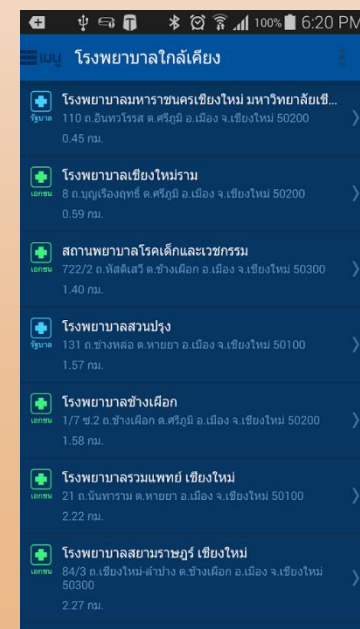 100% 6:20 PM
เมนู โรงพยาบาลใกล้เคียง
โรงพยาบาลมหาราชนครเชียงใหม่ มหาวิทยาลัยเชี...
รัฐบาล 110 ถ.อินทวโรรส ต.ศรีภูมิ อ.เมือง จ.เชียงใหม่ 50200
0.45 กม.
โรงพยาบาลเชียงใหม่ราม
เอกชน 8 ถ.บุญเรืองฤทธิ์ ต.ศรีภูมิ อ.เมือง จ.เชียงใหม่ 50200
0.59 กม.
สถานพยาบาลโรคเด็กและเวชกรรม
เอกชน 722/2 ถ.หัสดิเสวี ต.ช้างเผือก อ.เมือง จ.เชียงใหม่ 50300
1.40 กม.
โรงพยาบาลสวนปรุง
รัฐบาล 131 ถ.ช่างหล่อ ต.หายยา อ.เมือง จ.เชียงใหม่ 50100
1.57 กม.
โรงพยาบาลช้างเผือก
เอกชน 1/7 ซ.2 ถ.ช้างเผือก ต.ศรีภูมิ อ.เมือง จ.เชียงใหม่ 50200
1.58 กม.
โรงพยาบาลรวมแพทย์ เชียงใหม่
เอกชน 21 ถ.นันทาราม ต.หายยา อ.เมือง จ.เชียงใหม่ 50100
2.22 กม.
โรงพยาบาลสยามราษฎร์ เชียงใหม่
เอกชน 84/3 ถ.เชียงใหม่-ลำปาง ต.ช้างเผือก อ.เมือง จ.เชียงใหม่
50300
2.27 กม.